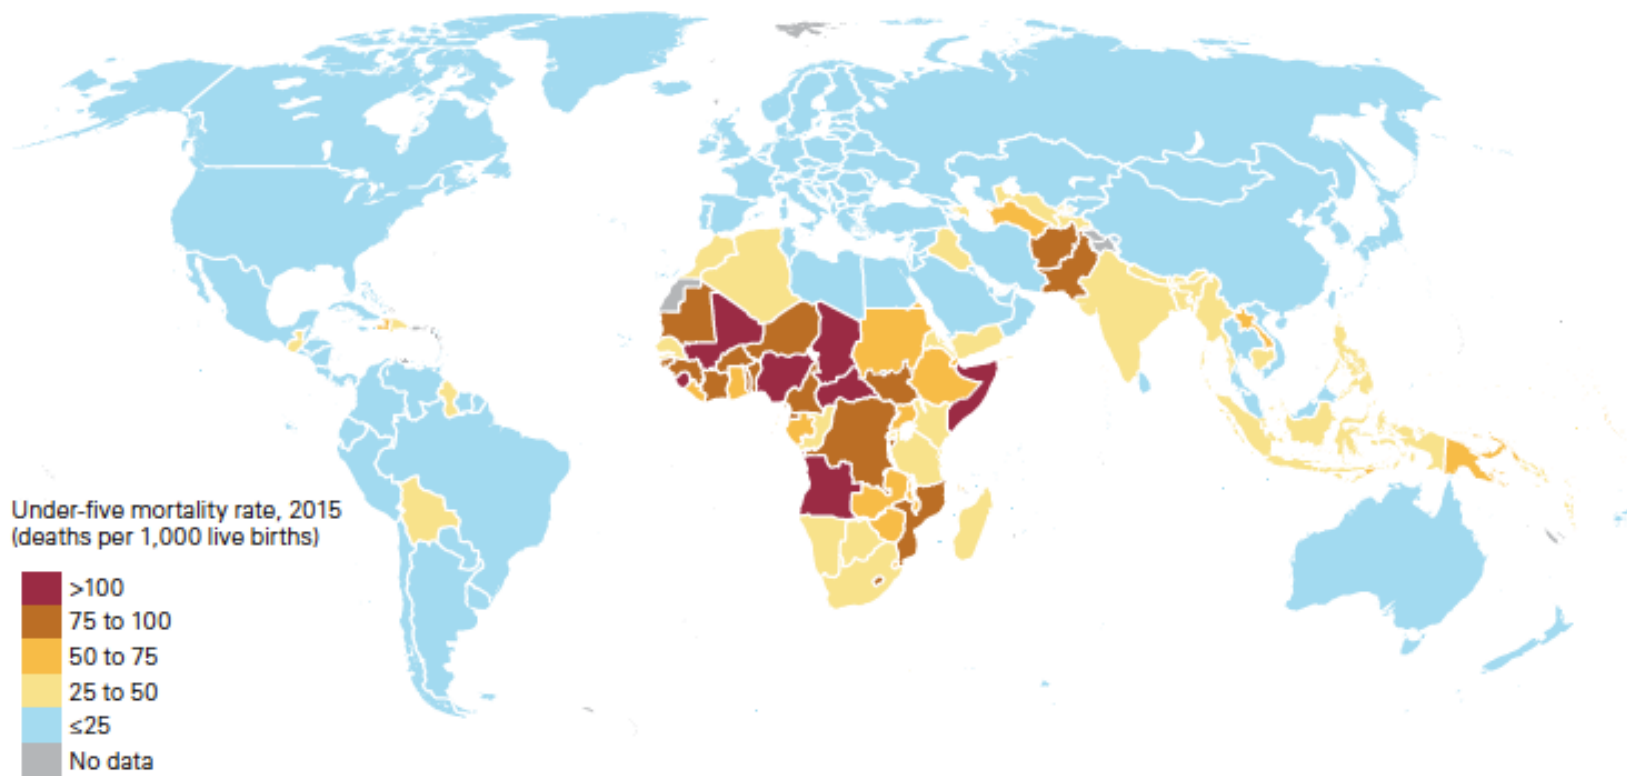 Under-five mortality rate, 2015
(deaths per 1,000 live births)
>100
75 to 100
50 to 75
25 to 50
≤25
No data